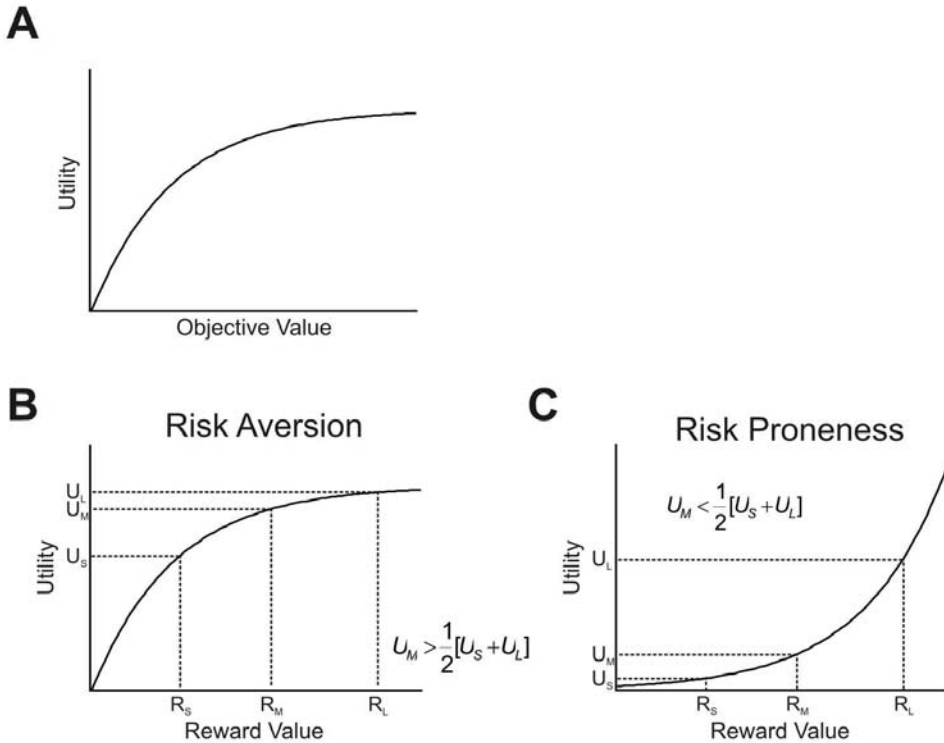 A
Utility
Objective Value
B
Risk Aversion
U_L
U_M
U_S
Utility
U_M > 1/2 [U_S + U_L]
R_S R_M R_L
Reward Value
C
Risk Proneness
U_M < 1/2 [U_S + U_L]
U_L
U_M
U_S
Utility
R_S R_M R_L
Reward Value